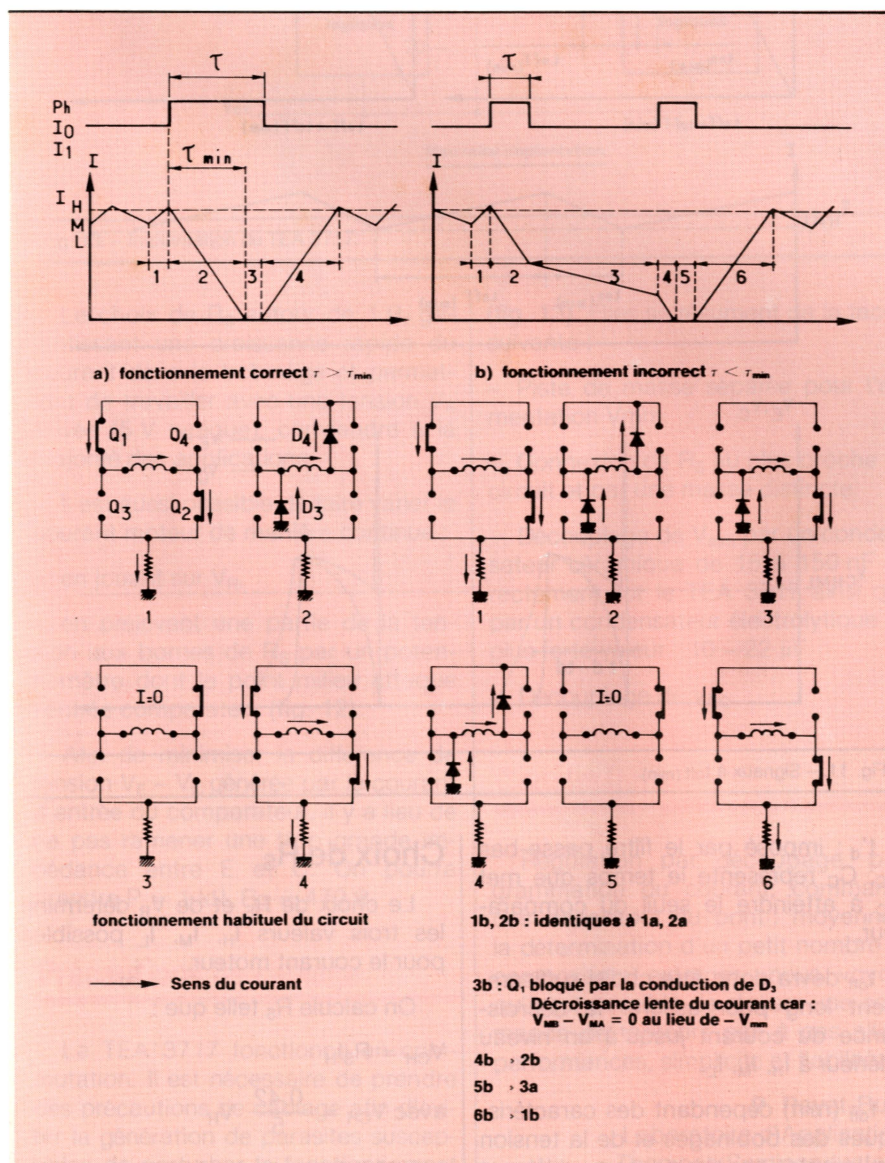 τ
τ
Ph
I0
I1
τ min
I
I
I H
M
L
1
2
3
4
1
2
3
4
5
6
a) fonctionnement correct τ > τmin
b) fonctionnement incorrect τ < τmin
Q1
Q4
D4
Q3
Q2
D3
1
2
1
2
3
I=0
I=0
3
4
4
5
6
fonctionnement habituel du circuit
1b, 2b : identiques à 1a, 2a
Sens du courant
3b : Q1 bloqué par la conduction de D3
Décroissance lente du courant car :
VMB – VMA = 0 au lieu de – Vmm
4b › 2b
5b › 3a
6b › 1b